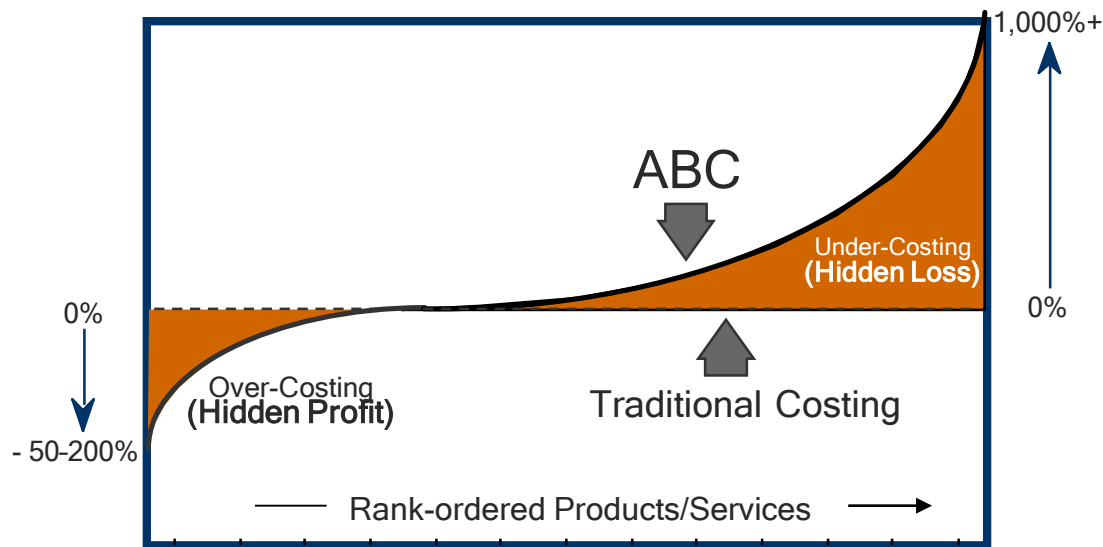 1,000%+
ABC
Under-Costing
(Hidden Loss)
0%
0%
Over-Costing
(Hidden Profit)
Traditional Costing
- 50-200%
Rank-ordered Products/Services